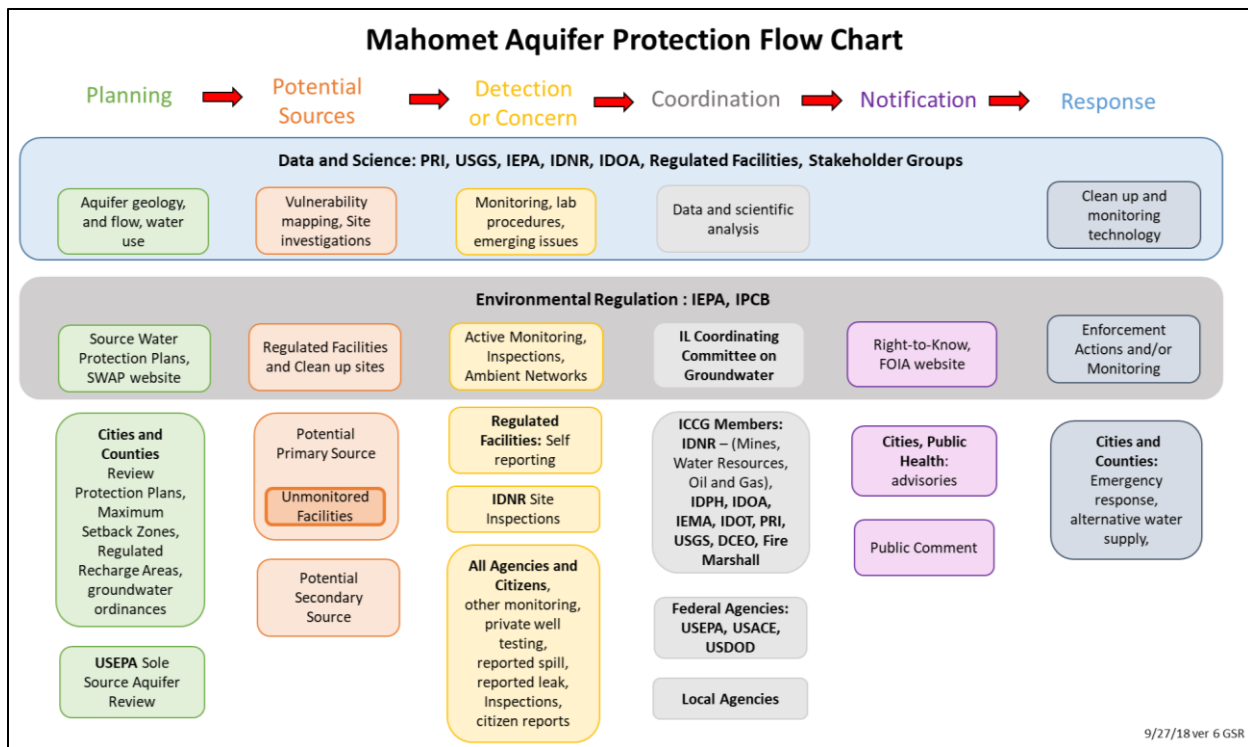 Mahomet Aquifer Protection Flow Chart
Planning
Potential
Sources
Detection
or Concern
Coordination
Notification
Response
Data and Science: PRI, USGS, IEPA, IDNR, IDOA, Regulated Facilities, Stakeholder Groups
Aquifer geology,
and flow, water
use
Vulnerability
mapping, Site
investigations
Monitoring, lab
procedures,
emerging issues
Data and scientific
analysis
Clean up and
monitoring
technology
Environmental Regulation : IEPA, IPCB
Source Water
Protection Plans,
SWAP website
Regulated Facilities
and Clean up sites
Active Monitoring,
Inspections,
Ambient Networks
IL Coordinating
Committee on
Groundwater
Right-to-Know,
FOIA website
Enforcement
Actions and/or
Monitoring
Cities and
Counties
Review
Protection Plans,
Maximum
Setback Zones,
Regulated
Recharge Areas,
groundwater
ordinances
USEPA Sole
Source Aquifer
Review
Potential
Primary Source
Unmonitored
Facilities
Potential
Secondary
Source
Regulated
Facilities: Self
reporting
IDNR Site
Inspections
All Agencies and
Citizens,
other monitoring,
private well
testing,
reported spill,
reported leak,
Inspections,
citizen reports
ICCG Members:
IDNR – (Mines,
Water Resources,
Oil and Gas),
IDPH, IDOA,
IEMA, IDOT, PRI,
USGS, DCEO, Fire
Marshall
Federal Agencies:
USEPA, USACE,
USDOD
Local Agencies
Cities, Public
Health:
advisories
Public Comment
Cities and
Counties:
Emergency
response,
alternative water
supply,
9/27/18 ver 6 GSR